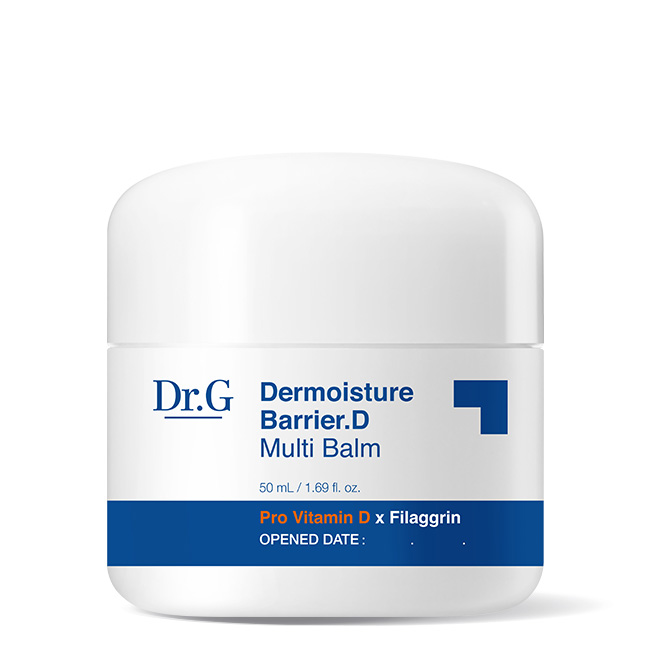 Dr.G
Dermoisture
Barrier.D
Multi Balm
50 mL / 1.69 fl. oz.
Pro Vitamin D x Filaggrin
OPENED DATE : . .